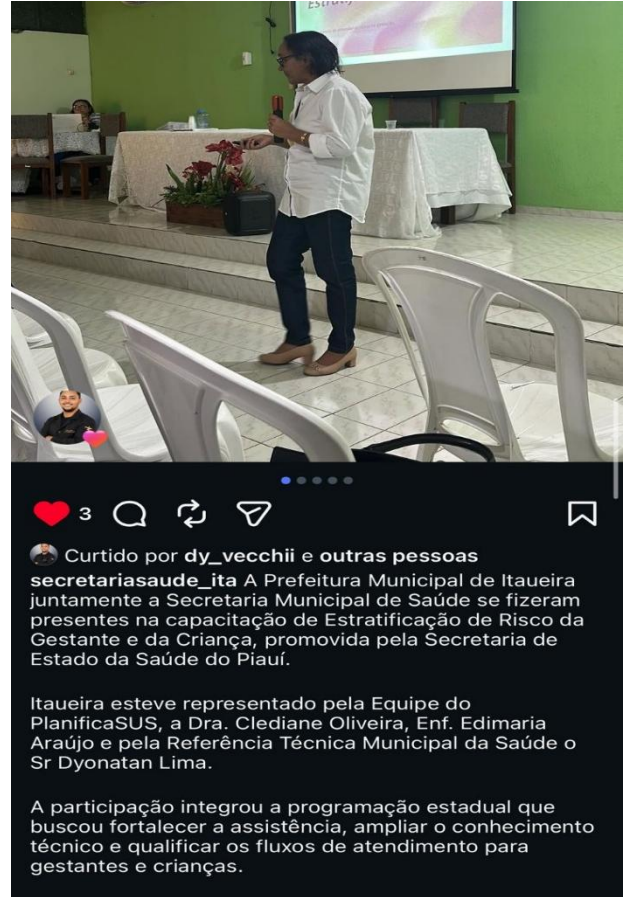 3
Curtido por dy_vecchii e outras pessoas
secretariasaude_ita A Prefeitura Municipal de Itaueira
juntamente a Secretaria Municipal de Saúde se fizeram
presentes na capacitação de Estratificação de Risco da
Gestante e da Criança, promovida pela Secretaria de
Estado da Saúde do Piauí.
Itaueira esteve representado pela Equipe do
PlanificaSUS, a Dra. Clediane Oliveira, Enf. Edimaria
Araújo e pela Referência Técnica Municipal da Saúde o
Sr Dyonatan Lima.
A participação integrou a programação estadual que
buscou fortalecer a assistência, ampliar o conhecimento
técnico e qualificar os fluxos de atendimento para
gestantes e crianças.